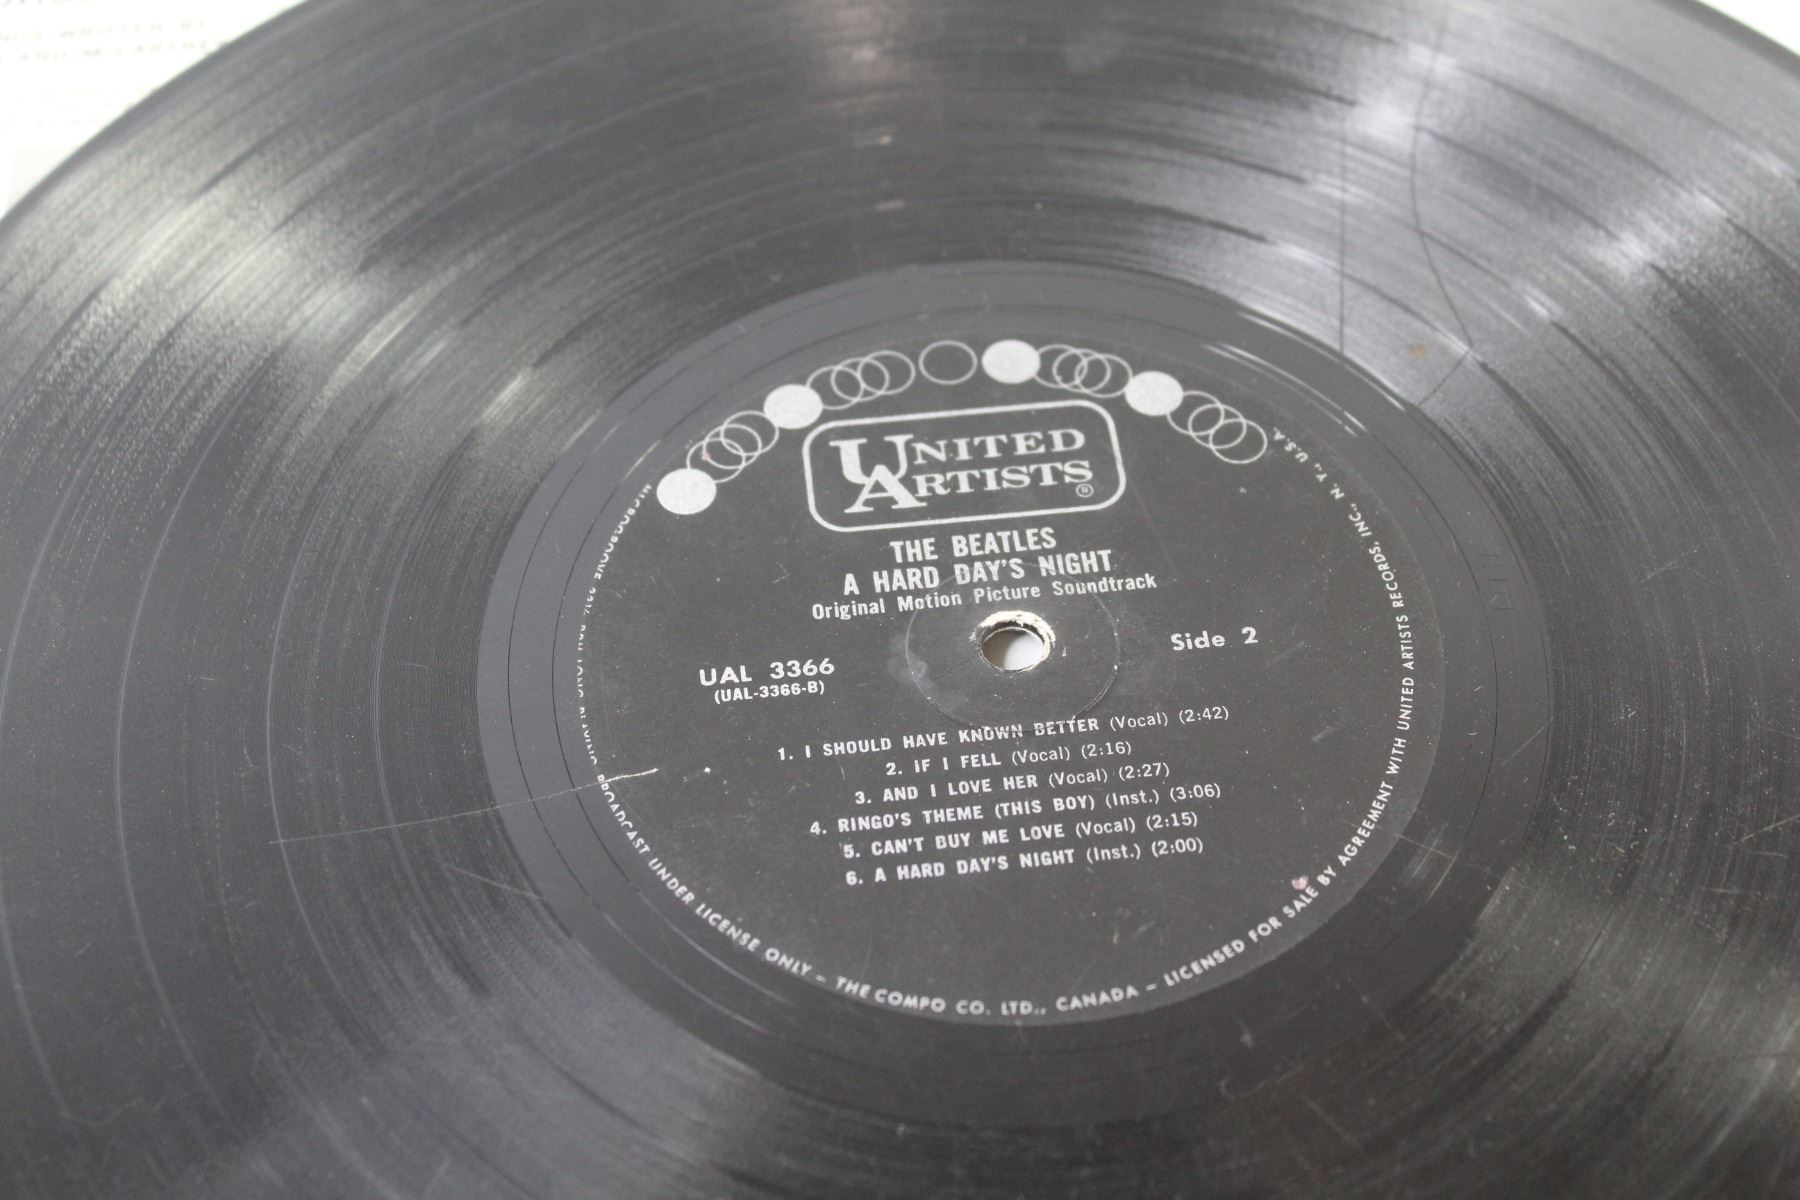 UNITED
ARTISTS ®
THE BEATLES
A HARD DAY'S NIGHT
Original Motion Picture Soundtrack
UAL 3366
(UAL-3366-B)
Side 2
1. I SHOULD HAVE KNOWN BETTER (Vocal) (2:42)
2. IF I FELL (Vocal) (2:16)
3. AND I LOVE HER (Vocal) (2:27)
4. RINGO'S THEME (THIS BOY) (Inst.) (3:06)
5. CAN'T BUY ME LOVE (Vocal) (2:15)
6. A HARD DAY'S NIGHT (Inst.) (2:00)
BROADCAST UNDER LICENSE ONLY – THE COMPO CO. LTD., CANADA – LICENSED FOR SALE BY AGREEMENT WITH UNITED ARTISTS RECORDS, INC., N. Y., U.S.A.